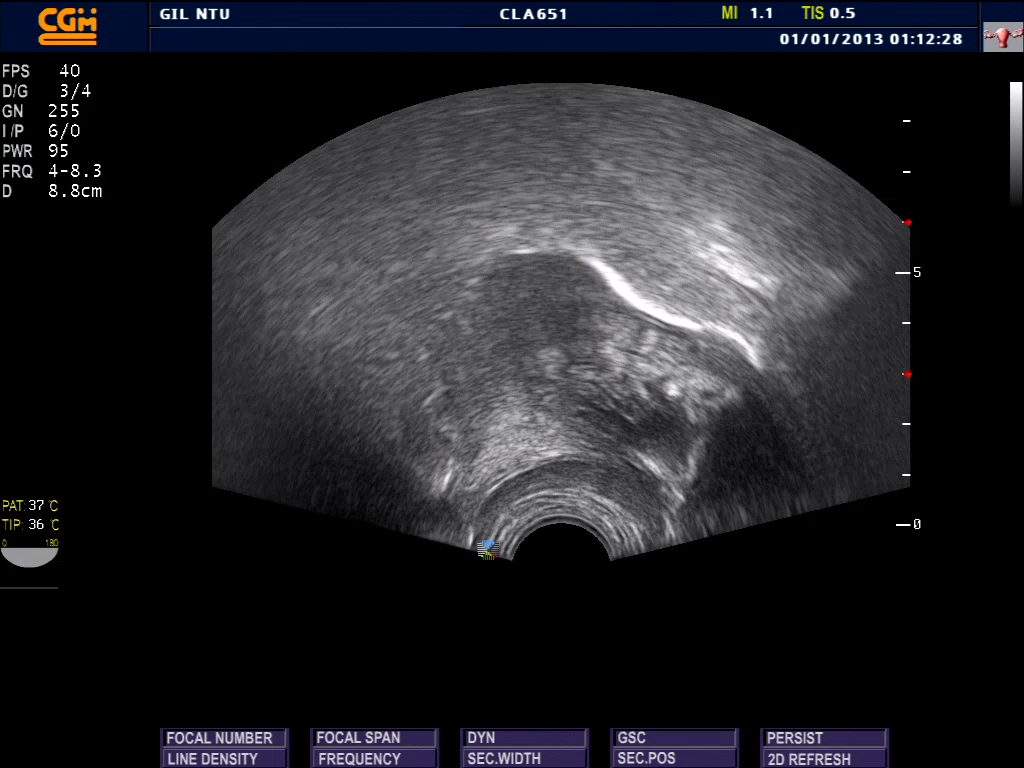 CGM
GIL NTU CLA651 MI 1.1 TIS 0.5
01/01/2013 01:12:28
FPS 40
D/G 3/4
GN 255
I/P 6/0
PWR 95
FRQ 4-8.3
D 8.8cm
5
PAT: 37 °C
TIP: 36 °C
0 180
0
FOCAL NUMBER FOCAL SPAN DYN GSC PERSIST
LINE DENSITY FREQUENCY SEC.WIDTH SEC.POS 2D REFRESH